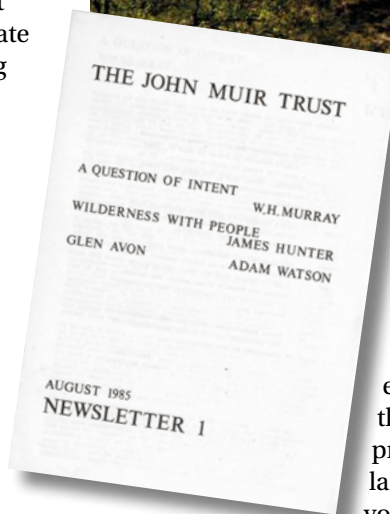 THE JOHN MUIR TRUST
A QUESTION OF INTENT
W.H. MURRAY
WILDERNESS WITH PEOPLE
JAMES HUNTER
GLEN AVON
ADAM WATSON
AUGUST 1985
NEWSLETTER 1